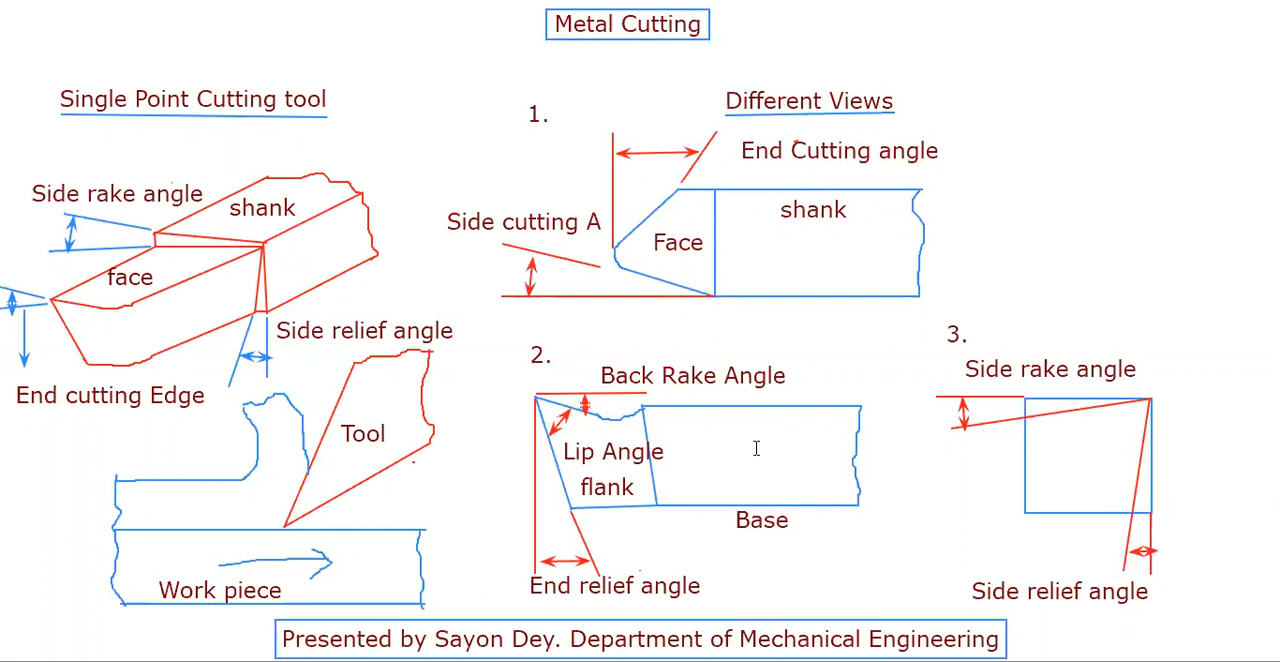 Metal Cutting
Single Point Cutting tool
Side rake angle
shank
face
Side relief angle
End cutting Edge
Tool
Work piece
Different Views
1.
End Cutting angle
Side cutting A
Face
shank
2.
Back Rake Angle
Lip Angle
flank
Base
End relief angle
3.
Side rake angle
Side relief angle
Presented by Sayon Dey. Department of Mechanical Engineering